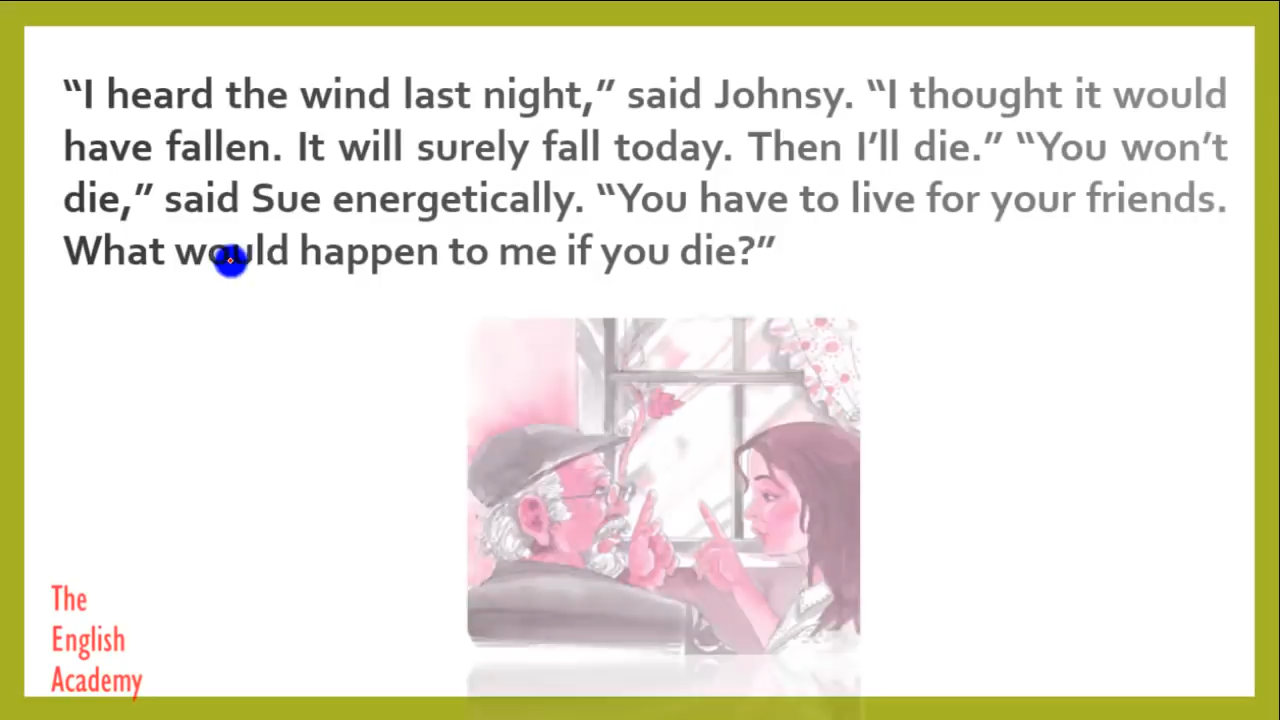 “I heard the wind last night,” said Johnsy. “I thought it would
have fallen. It will surely fall today. Then I’ll die.” “You won’t
die,” said Sue energetically. “You have to live for your friends.
What would happen to me if you die?”
The
English
Academy